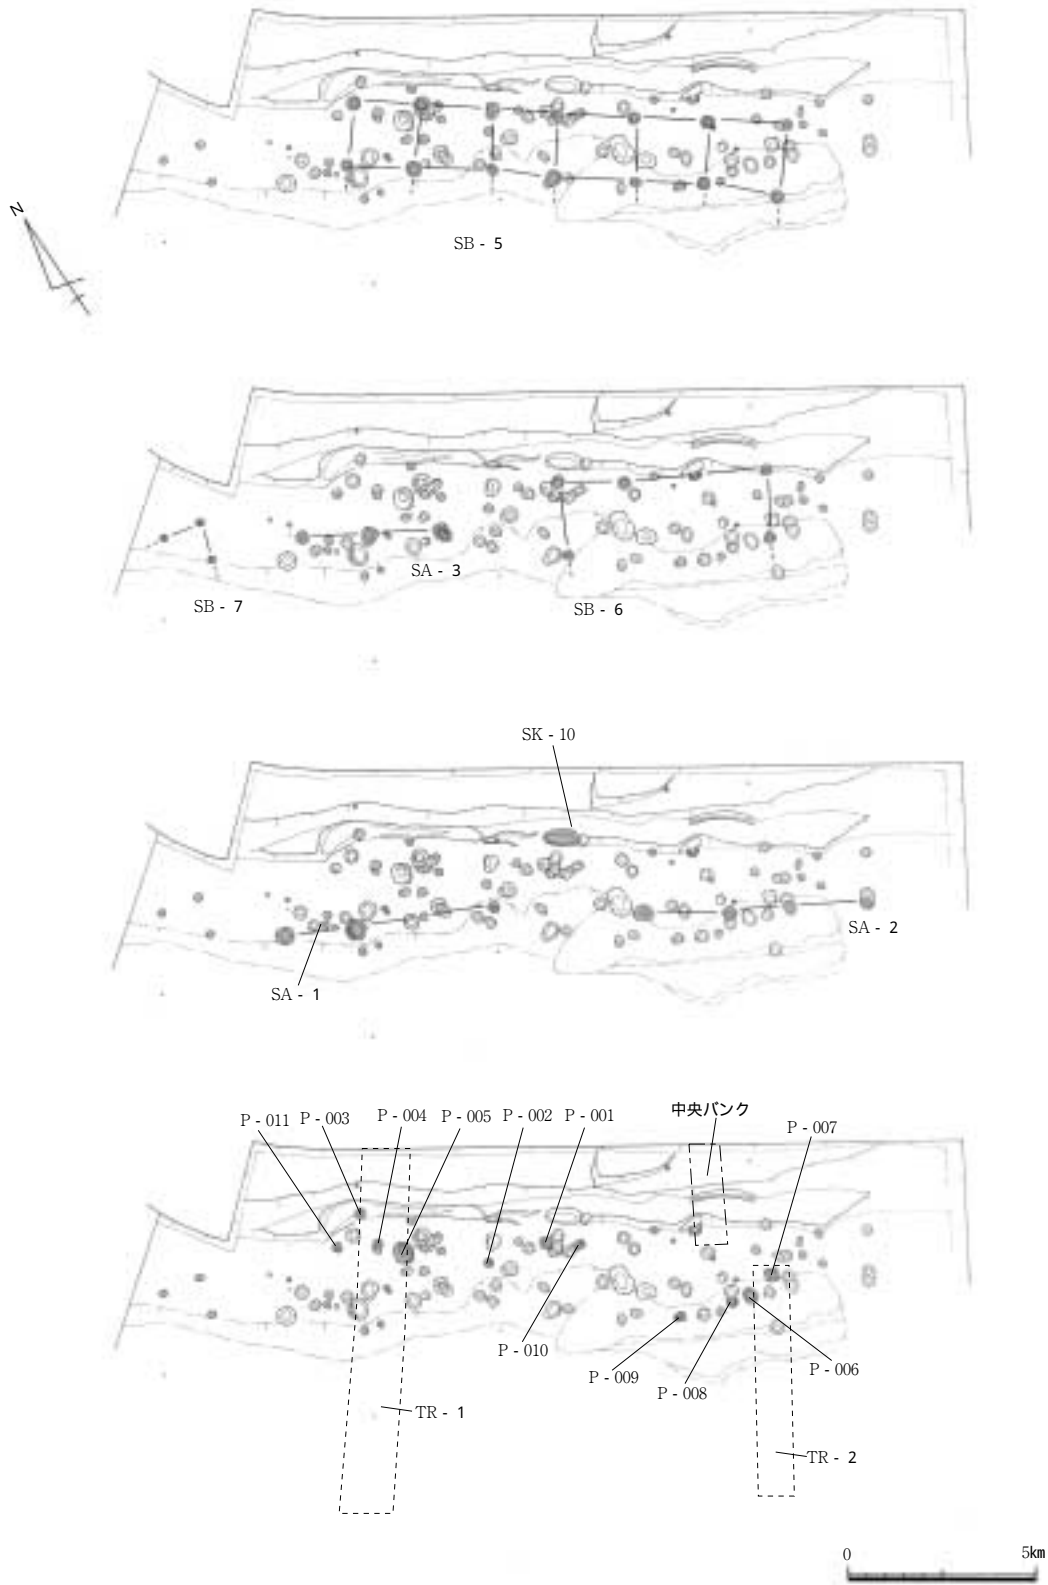 N
SB - 5
SA - 3
SB - 7
SB - 6
SK - 10
SA - 2
SA - 1
P - 011
P - 003
P - 004
P - 005
P - 002
P - 001
中央バンク
P - 007
P - 010
P - 009
P - 008
P - 006
TR - 1
TR - 2
0
5km